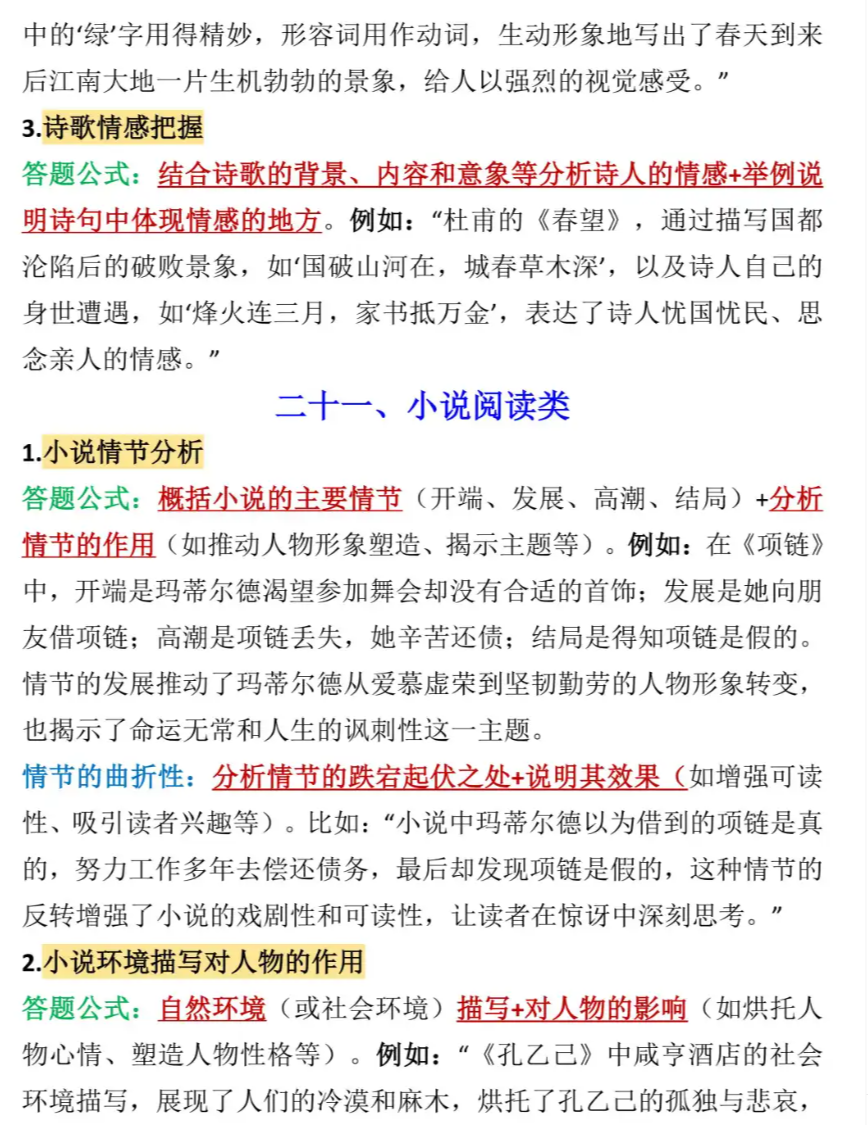 中的‘绿’字用得精妙，形容词用作动词，生动形象地写出了春天到来
后江南大地一片生机勃勃的景象，给人以强烈的视觉感受。”
3.诗歌情感把握
答题公式：结合诗歌的背景、内容和意象等分析诗人的情感+举例说
明诗句中体现情感的地方。例如：“杜甫的《春望》，通过描写国都
沦陷后的破败景象，如‘国破山河在，城春草木深’，以及诗人自己的
身世遭遇，如‘烽火连三月，家书抵万金’，表达了诗人忧国忧民、思
念亲人的情感。”
二十一、小说阅读类
1.小说情节分析
答题公式：概括小说的主要情节（开端、发展、高潮、结局）+分析
情节的作用（如推动人物形象塑造、揭示主题等）。例如：在《项链》
中，开端是玛蒂尔德渴望参加舞会却没有合适的首饰；发展是她向朋
友借项链；高潮是项链丢失，她辛苦还债；结局是得知项链是假的。
情节的发展推动了玛蒂尔德从爱慕虚荣到坚韧勤劳的人物形象转变，
也揭示了命运无常和人生的讽刺性这一主题。
情节的曲折性：分析情节的跌宕起伏之处+说明其效果（如增强可读
性、吸引读者兴趣等）。比如：“小说中玛蒂尔德以为借到的项链是真
的，努力工作多年去偿还债务，最后却发现项链是假的，这种情节的
反转增强了小说的戏剧性和可读性，让读者在惊讶中深刻思考。”
2.小说环境描写对人物的作用
答题公式：自然环境（或社会环境）描写+对人物的影响（如烘托人
物心情、塑造人物性格等）。例如：“《孔乙己》中咸亨酒店的社会
环境描写，展现了人们的冷漠和麻木，烘托了孔乙己的孤独与悲哀，